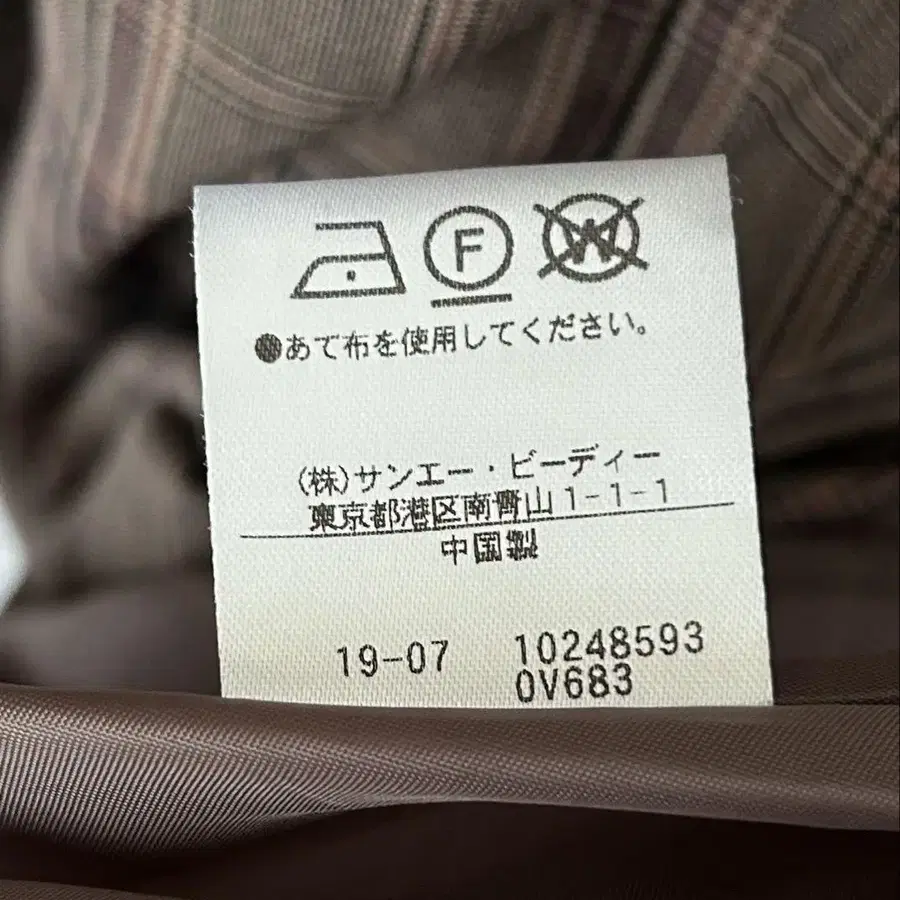 F W
●あて布を使用してください。
(株)サンエー・ビーディー
東京都港区南青山1-1-1
中国製
19-07 10248593
0V683